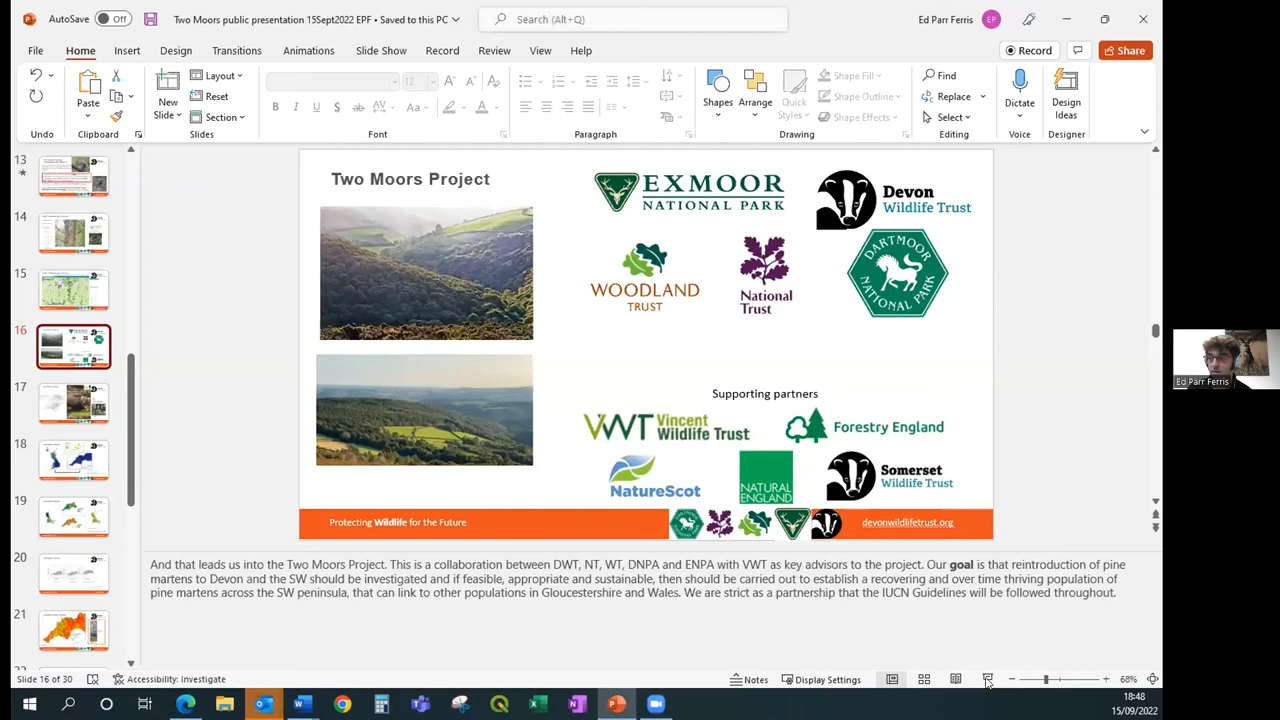 AutoSave Off Two Moors public presentation 15Sept2022 EPF • Saved to this PC Search (Alt+Q) Ed Parr Ferris EP
File Home Insert Design Transitions Animations Slide Show Record Review View Help Record Share
Paste New Slide Layout Reset Section 12 Shapes Arrange Quick Styles Shape Fill Shape Outline Shape Effects Find Replace Select Dictate Design Ideas
Undo Clipboard Slides Font Paragraph Drawing Editing Voice Designer
13
14
15
16
17
18
19
20
21
Two Moors Project
EXMOOR
NATIONAL PARK
Devon
Wildlife Trust
WOODLAND
TRUST
National
Trust
DARTMOOR
NATIONAL PARK
Supporting partners
VWT Vincent
Wildlife Trust
Forestry England
NatureScot
NATURAL
ENGLAND
Somerset
Wildlife Trust
Protecting Wildlife for the Future devonwildlifetrust.org
And that leads us into the Two Moors Project. This is a collaboration between DWT, NT, WT, DNPA and ENPA with VWT as key advisors to the project. Our goal is that reintroduction of pine
martens to Devon and the SW should be investigated and if feasible, appropriate and sustainable, then should be carried out to establish a recovering and over time thriving population of
pine martens across the SW peninsula, that can link to other populations in Gloucestershire and Wales. We are strict as a partnership that the IUCN Guidelines will be followed throughout.
Ed Parr Ferris
Slide 16 of 30 Accessibility: Investigate Notes Display Settings 68%
18:48
15/09/2022